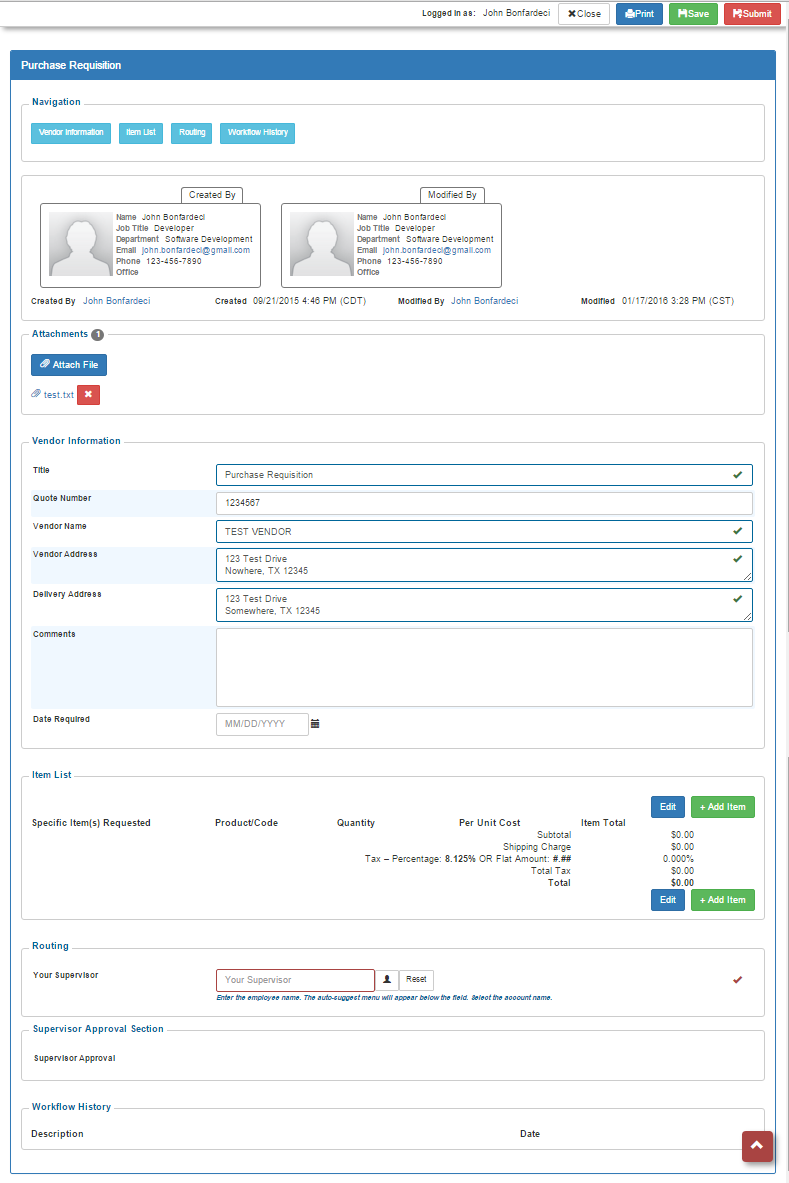 Logged in as: John Bonfardeci Close Print Save Submit
Purchase Requisition
Navigation
Vendor Information Item List Routing Workflow History
Created By Modified By
Name John Bonfardeci
Job Title Developer
Department Software Development
Email john.bonfardeci@gmail.com
Phone 123-456-7890
Office
Name John Bonfardeci
Job Title Developer
Department Software Development
Email john.bonfardeci@gmail.com
Phone 123-456-7890
Office
Created By John Bonfardeci Created 09/21/2015 4:46 PM (CDT) Modified By John Bonfardeci Modified 01/17/2016 3:28 PM (CST)
Attachments 1
Attach File
test.txt
Vendor Information
Title Purchase Requisition
Quote Number 1234567
Vendor Name TEST VENDOR
Vendor Address 123 Test Drive
Nowhere, TX 12345
Delivery Address 123 Test Drive
Somewhere, TX 12345
Comments
Date Required MM/DD/YYYY
Item List
Edit + Add Item
Specific Item(s) Requested Product/Code Quantity Per Unit Cost Item Total
Subtotal $0.00
Shipping Charge $0.00
Tax – Percentage: 8.125% OR Flat Amount: #.## 0.000%
Total Tax $0.00
Total $0.00
Edit + Add Item
Routing
Your Supervisor Your Supervisor Reset
Enter the employee name. The auto-suggest menu will appear below the field. Select the account name.
Supervisor Approval Section
Supervisor Approval
Workflow History
Description Date